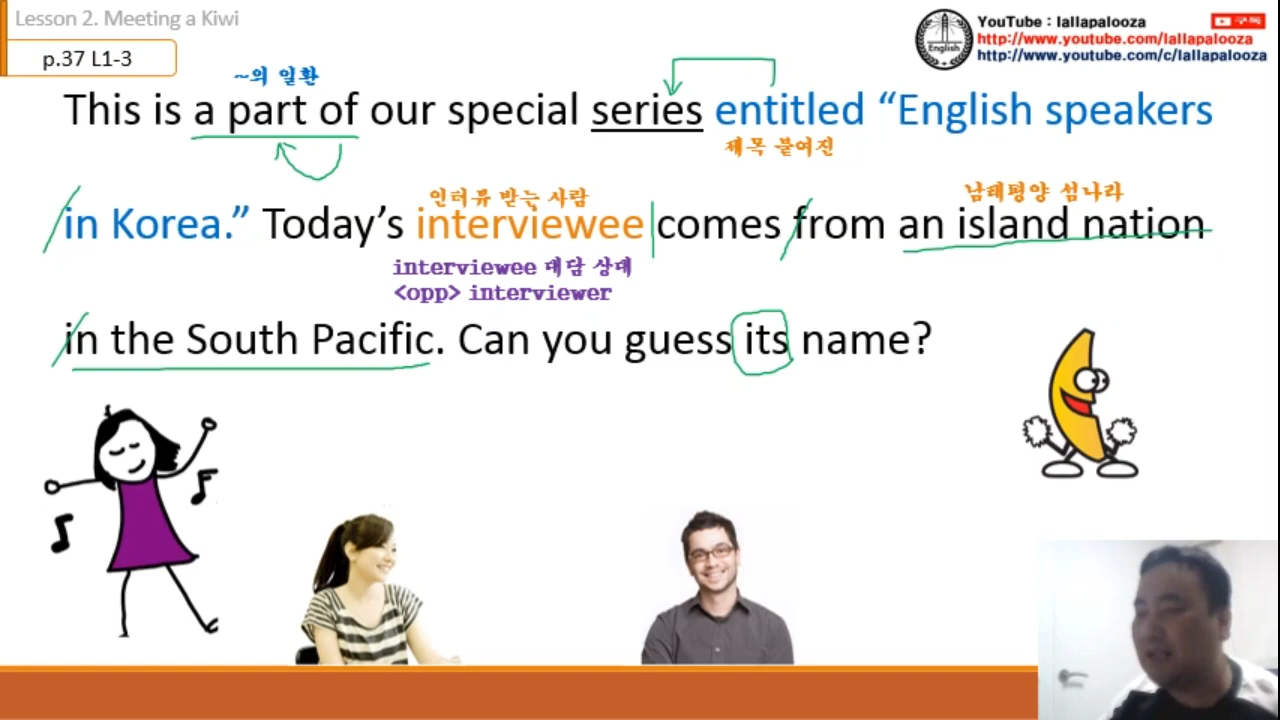 Lesson 2. Meeting a Kiwi
p.37 L1-3
English
YouTube : lallapalooza
구독
http://www.youtube.com/lallapalooza
http://www.youtube.com/c/lallapalooza
~의 일환
This is a part of our special series entitled “English speakers
제목 붙여진
인터뷰 받는 사람
남태평양 섬나라
in Korea.” Today’s interviewee comes from an island nation
interviewee 대담 상대
<opp> interviewer
in the South Pacific. Can you guess its name?